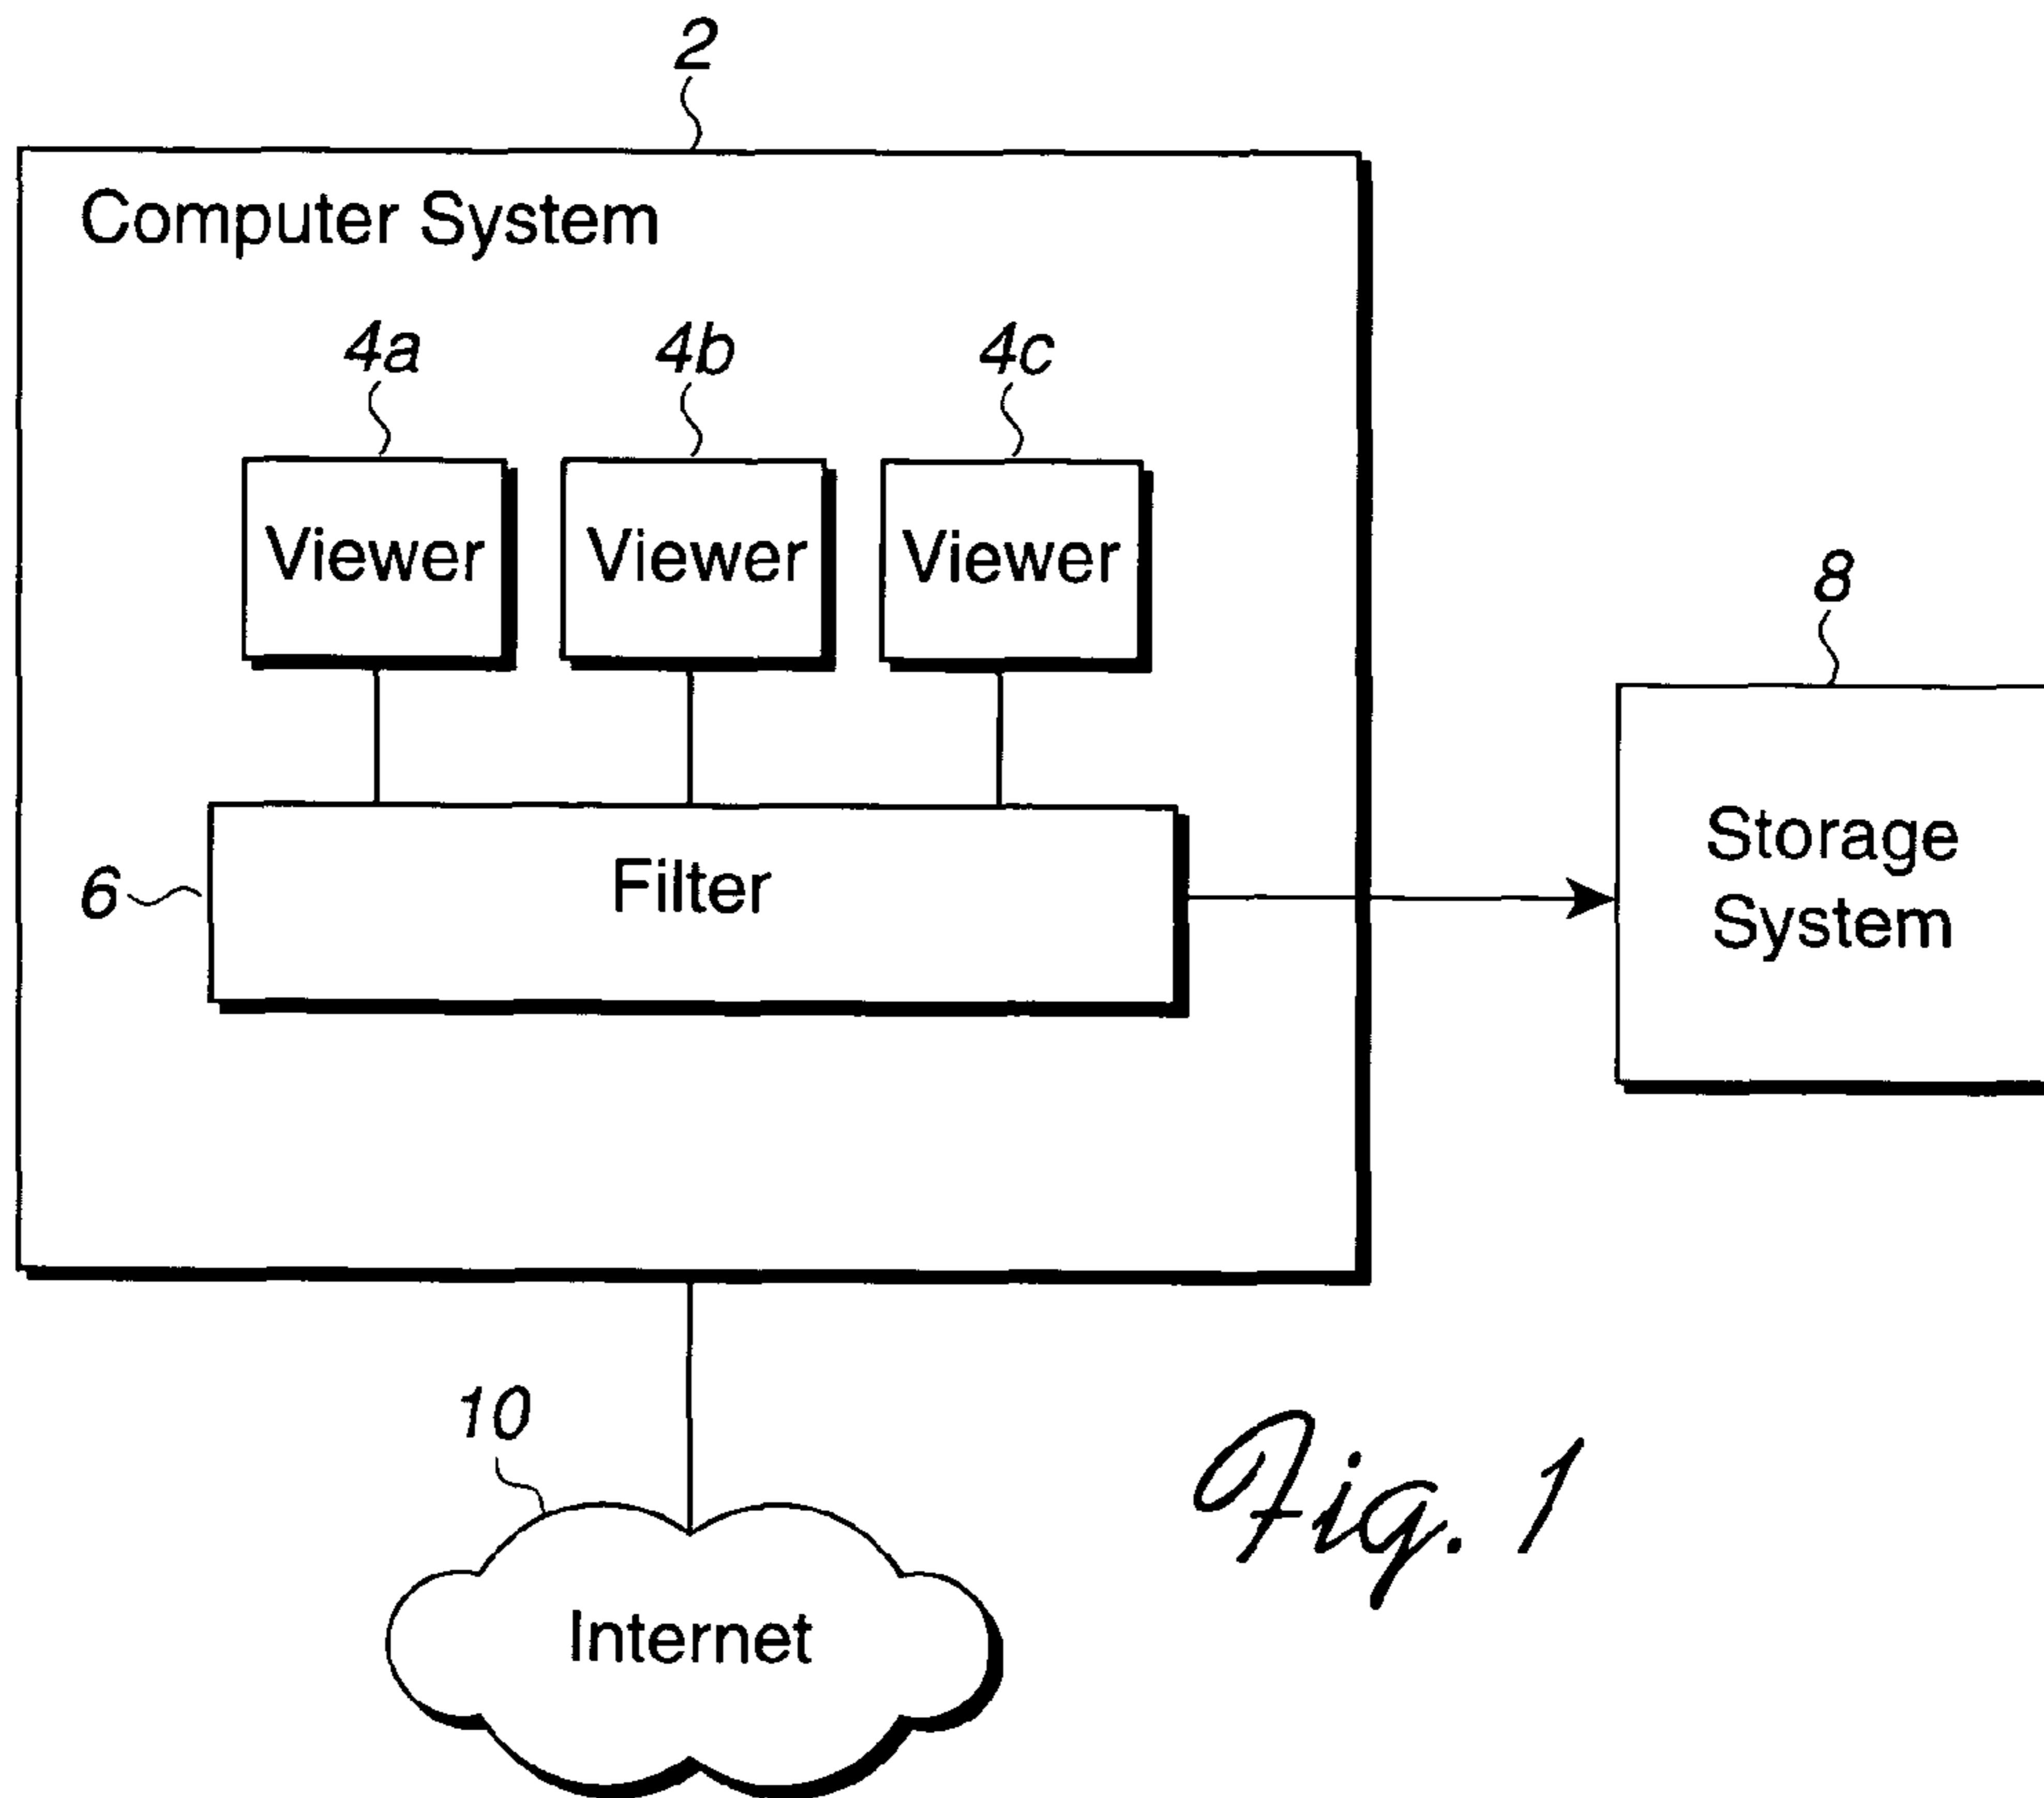 2
Computer System
4a 4b 4c
Viewer Viewer Viewer
8
6 Filter
Storage
System
10
Fig. 1
Internet